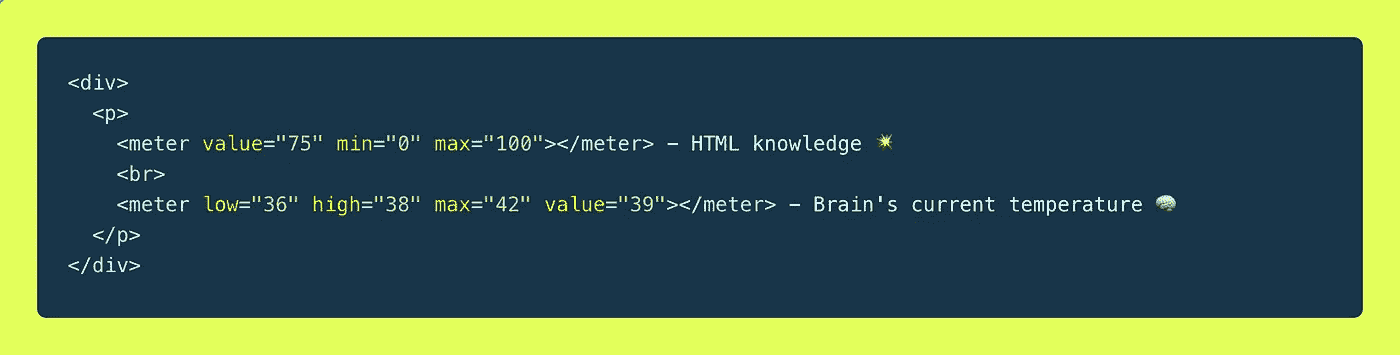 <div>
  <p>
    <meter value="75" min="0" max="100"></meter> — HTML knowledge 💥
    <br>
    <meter low="36" high="38" max="42" value="39"></meter> — Brain's current temperature 🧠
  </p>
</div>